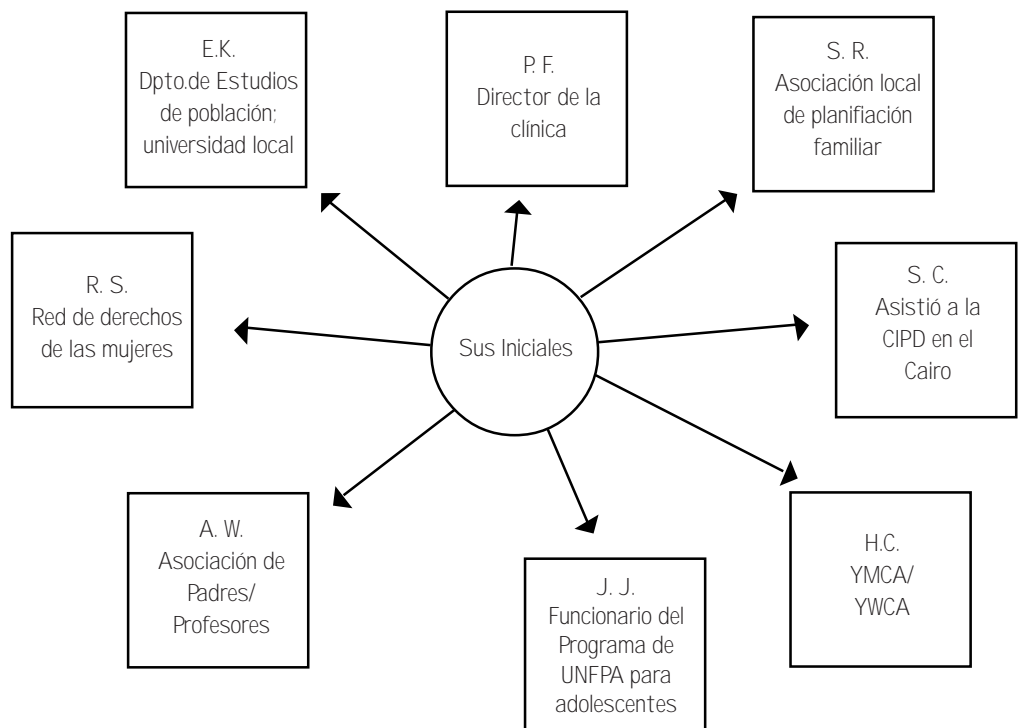 E.K.
Dpto.de Estudios
de población;
universidad local
P. F.
Director de la
clínica
S. R.
Asociación local
de planifiación
familiar
R. S.
Red de derechos
de las mujeres
Sus Iniciales
S. C.
Asistió a la
CIPD en el
Cairo
A. W.
Asociación de
Padres/
Profesores
J. J.
Funcionario del
Programa de
UNFPA para
adolescentes
H.C.
YMCA/
YWCA